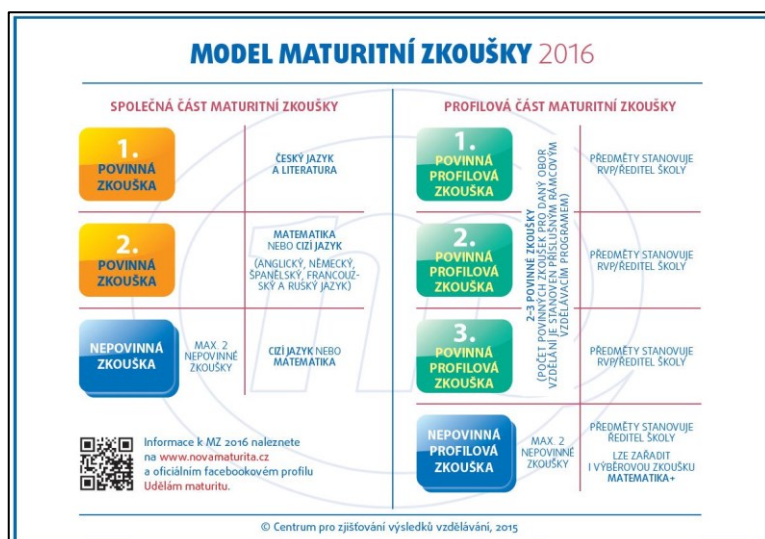 MODEL MATURITNÍ ZKOUŠKY 2016
SPOLEČNÁ ČÁST MATURITNÍ ZKOUŠKY
1.
POVINNÁ
ZKOUŠKA
ČESKÝ JAZYK
A LITERATURA
2.
POVINNÁ
ZKOUŠKA
MATEMATIKA
NEBO CIZÍ JAZYK
(ANGLICKÝ, NĚMECKÝ,
ŠPANĚLSKÝ, FRANCOUZ-
SKÝ A RUSKÝ JAZYK)
NEPOVINNÁ
ZKOUŠKA
MAX. 2
NEPOVINNÉ
ZKOUŠKY
CIZÍ JAZYK NEBO
MATEMATIKA
Informace k MZ 2016 naleznete
na www.novamaturita.cz
a oficiálním facebookovém profilu
Udělám maturitu.
PROFILOVÁ ČÁST MATURITNÍ ZKOUŠKY
1.
POVINNÁ
PROFILOVÁ
ZKOUŠKA
PŘEDMĚTY STANOVUJE
RVP/ŘEDITEL ŠKOLY
2.
POVINNÁ
PROFILOVÁ
ZKOUŠKA
PŘEDMĚTY STANOVUJE
RVP/ŘEDITEL ŠKOLY
3.
POVINNÁ
PROFILOVÁ
ZKOUŠKA
PŘEDMĚTY STANOVUJE
RVP/ŘEDITEL ŠKOLY
2–3 POVINNÉ ZKOUŠKY
(POČET POVINNÝCH ZKOUŠEK PRO DANÝ OBOR
VZDĚLÁNÍ JE STANOVEN PŘÍSLUŠNÝM RÁMCOVÝM
VZDĚLÁVACÍM PROGRAMEM)
NEPOVINNÁ
PROFILOVÁ
ZKOUŠKA
MAX. 2
NEPOVINNÉ
ZKOUŠKY
PŘEDMĚTY STANOVUJE
ŘEDITEL ŠKOLY
LZE ZAŘADIT
I VÝBĚROVOU ZKOUŠKU
MATEMATIKA+
© Centrum pro zjišťování výsledků vzdělávání, 2015